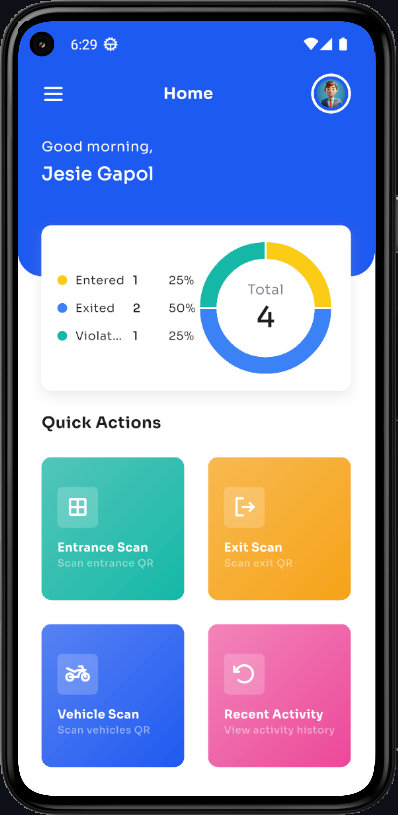 6:29
Home
Good morning,
Jesie Gapol
Entered 1 25%
Exited 2 50%
Violat... 1 25%
Total
4
Quick Actions
Entrance Scan
Scan entrance QR
Exit Scan
Scan exit QR
Vehicle Scan
Scan vehicles QR
Recent Activity
View activity history